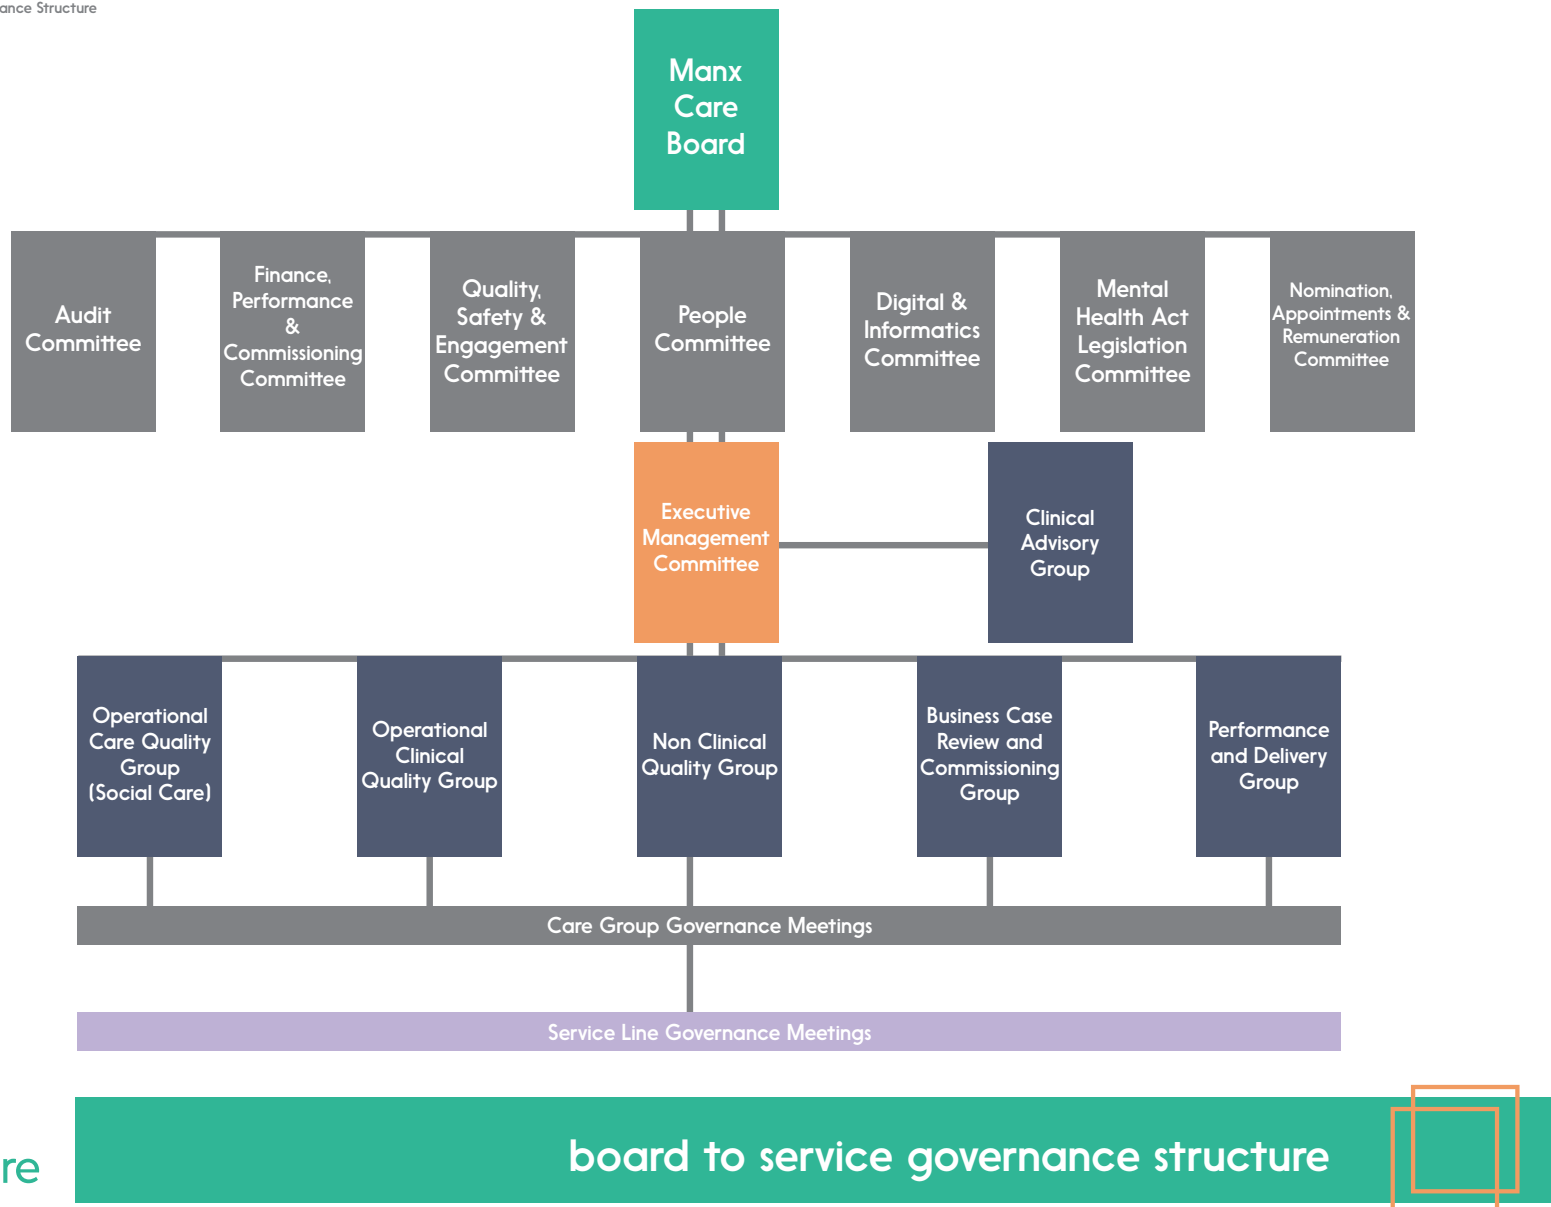 ance Structure
Manx
Care
Board
Audit
Committee
Finance,
Performance
&
Commissioning
Committee
Quality,
Safety &
Engagement
Committee
People
Committee
Digital &
Informatics
Committee
Mental
Health Act
Legislation
Committee
Nomination,
Appointments &
Remuneration
Committee
Executive
Management
Committee
Clinical
Advisory
Group
Operational
Care Quality
Group
(Social Care)
Operational
Clinical
Quality Group
Non Clinical
Quality Group
Business Case
Review and
Commissioning
Group
Performance
and Delivery
Group
Care Group Governance Meetings
Service Line Governance Meetings
board to service governance structure
re